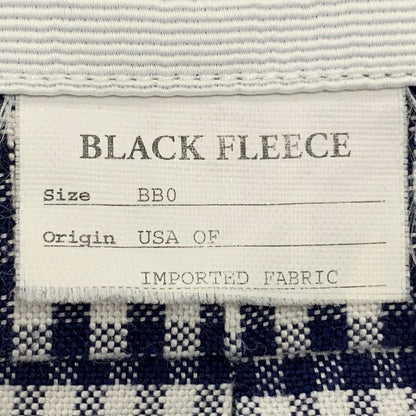 BLACK FLEECE
Size BB0
Origin USA OF
IMPORTED FABRIC